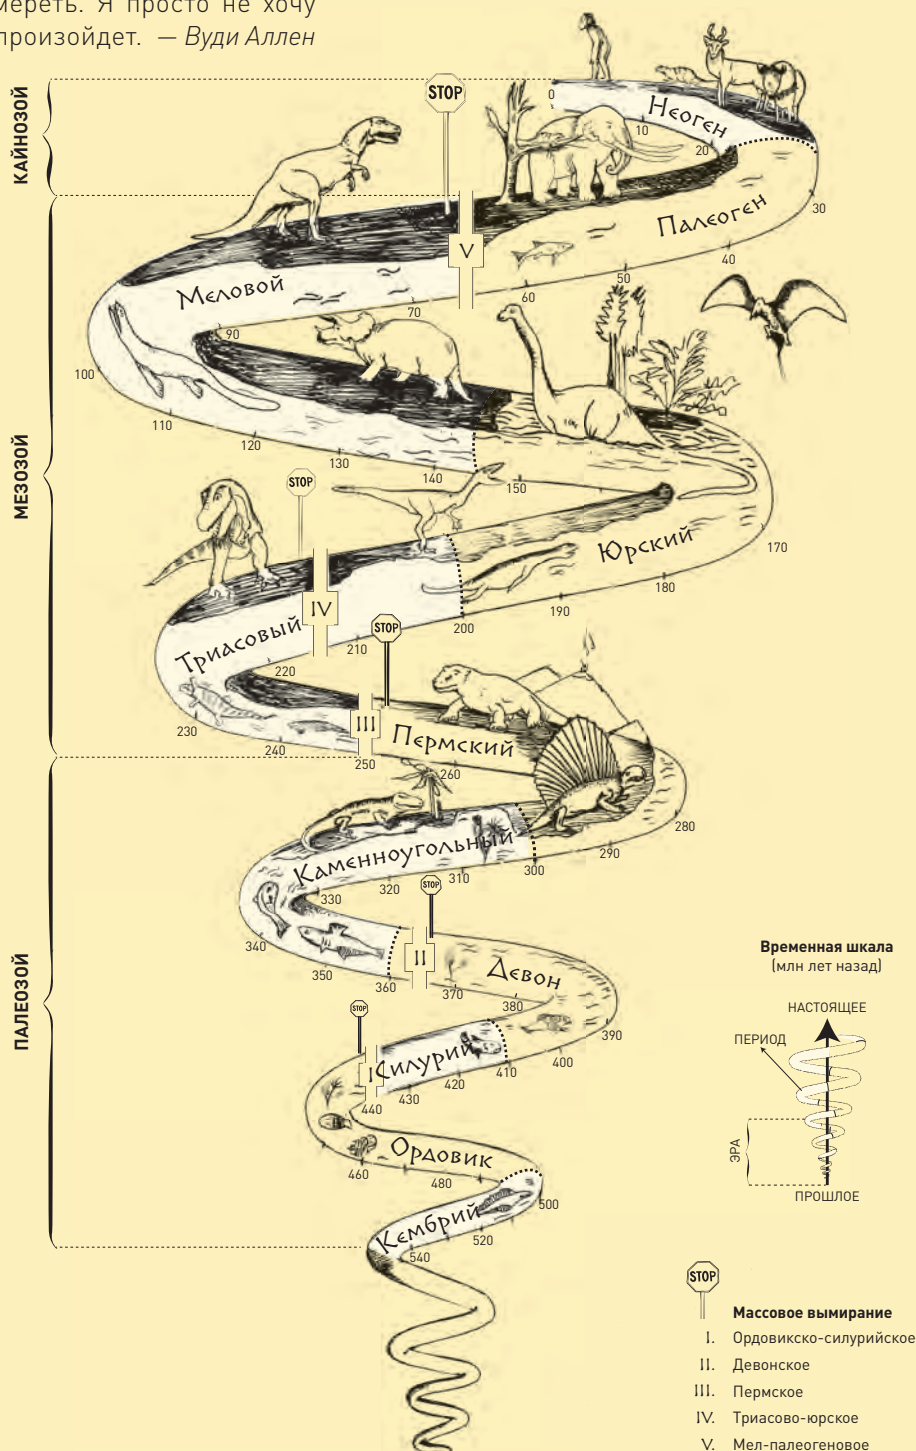 мереть. Я просто не хочу
произойдет. — Вуди Аллен
КАЙНОЗОЙ
STOP
0
Неоген
10
20
30
Палеоген
40
50
60
V
Меловой
70
90
100
110
120
130
140
МЕЗОЗОЙ
150
STOP
170
Юрский
180
190
200
IV
Триасовый
STOP
210
220
230
240
III
250
Пермский
260
280
290
300
Каменноугольный
310
320
330
STOP
340
350
360
II
370
Девон
380
390
400
410
ПАЛЕОЗОЙ
STOP
I
Силурий
420
430
440
Ордовик
460
480
500
Кембрий
520
540
Временная шкала
(млн лет назад)
НАСТОЯЩЕЕ
ПЕРИОД
ЭРА
ПРОШЛОЕ
STOP
Массовое вымирание
I. Ордовикско-силурийское
II. Девонское
III. Пермское
IV. Триасово-юрское
V. Мел-палеогеновое